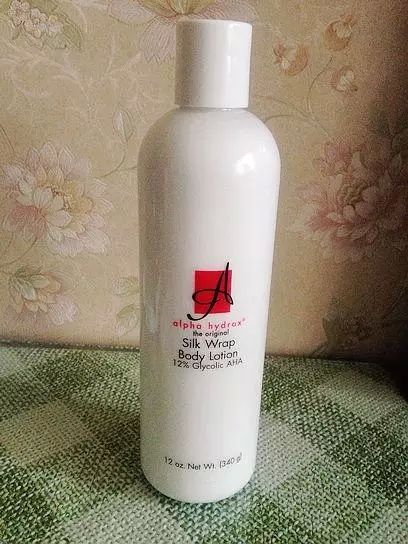 A
alpha hydrox®
the original
Silk Wrap
Body Lotion
12% Glycolic AHA
12 oz. Net Wt. (340 g)